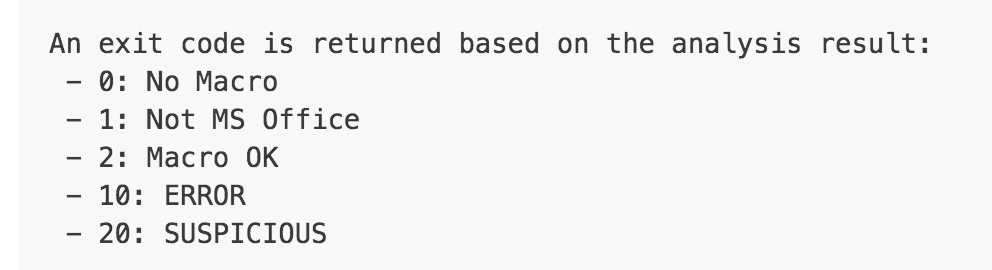 An exit code is returned based on the analysis result:
- 0: No Macro
- 1: Not MS Office
- 2: Macro OK
- 10: ERROR
- 20: SUSPICIOUS